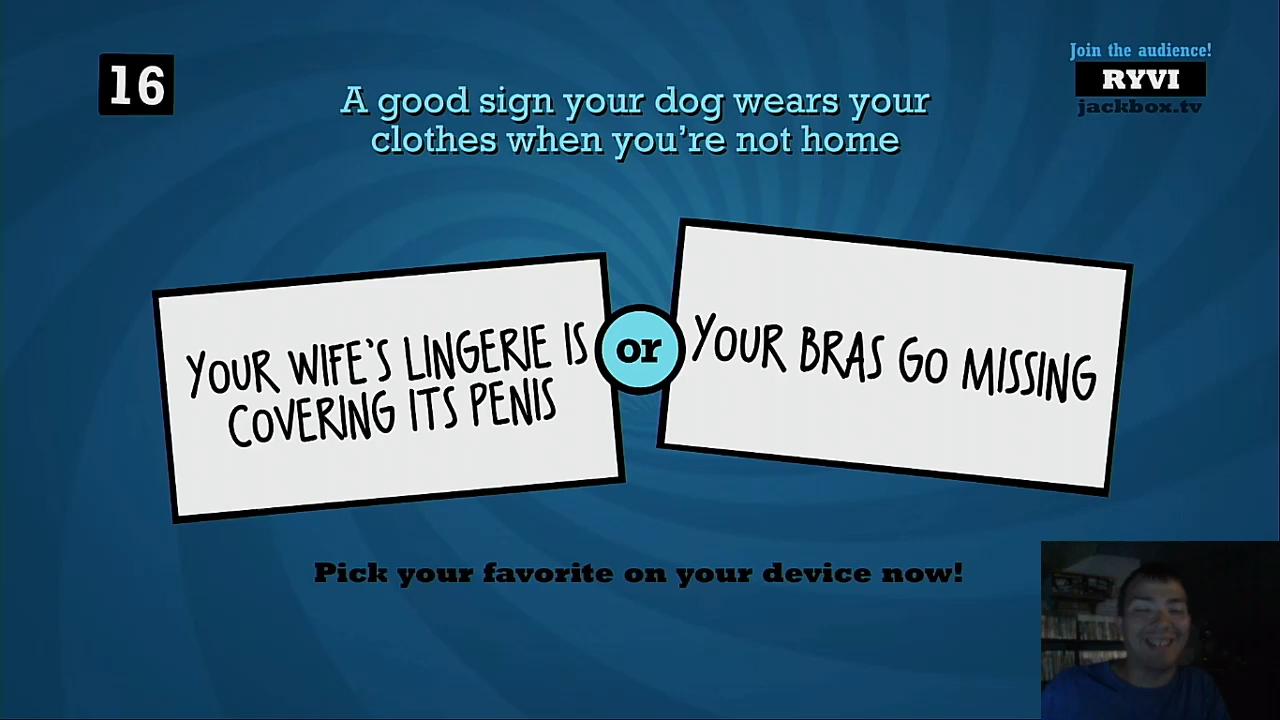 16
Join the audience!
RYVI
jackbox.tv
A good sign your dog wears your
clothes when you're not home
YOUR WIFE'S LINGERIE IS
COVERING ITS PENIS
or
YOUR BRAS GO MISSING
Pick your favorite on your device now!